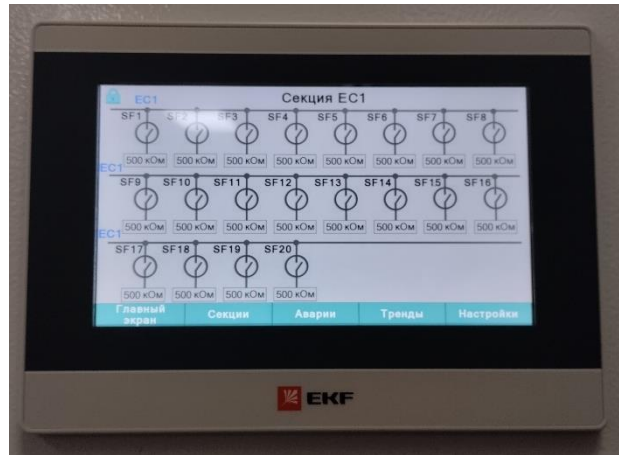 EC1 Секция EC1
SF1 SF2 SF3 SF4 SF5 SF6 SF7 SF8
500 кОм 500 кОм 500 кОм 500 кОм 500 кОм 500 кОм 500 кОм 500 кОм
EC1
SF9 SF10 SF11 SF12 SF13 SF14 SF15 SF16
500 кОм 500 кОм 500 кОм 500 кОм 500 кОм 500 кОм 500 кОм 500 кОм
EC1
SF17 SF18 SF19 SF20
500 кОм 500 кОм 500 кОм 500 кОм
Главный Секции Аварии Тренды Настройки
экран
EKF